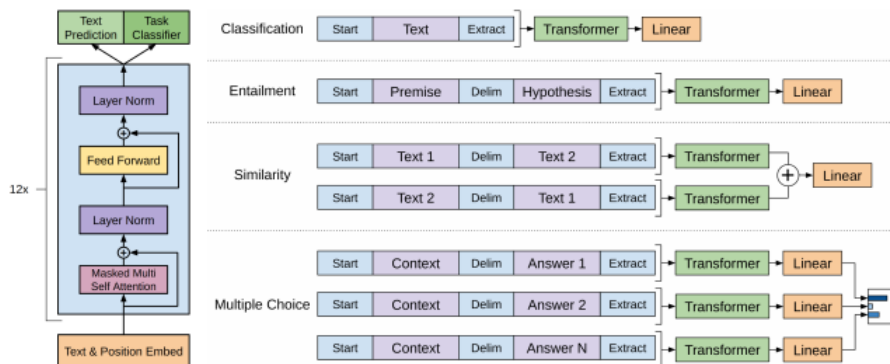 Text Prediction
Task Classifier
12x
Layer Norm
Feed Forward
Layer Norm
Masked Multi
Self Attention
Text & Position Embed
Classification Start Text Extract Transformer Linear
Entailment Start Premise Delim Hypothesis Extract Transformer Linear
Similarity
Start Text 1 Delim Text 2 Extract Transformer
+ Linear
Start Text 2 Delim Text 1 Extract Transformer
Multiple Choice
Start Context Delim Answer 1 Extract Transformer Linear
Start Context Delim Answer 2 Extract Transformer Linear
Start Context Delim Answer N Extract Transformer Linear